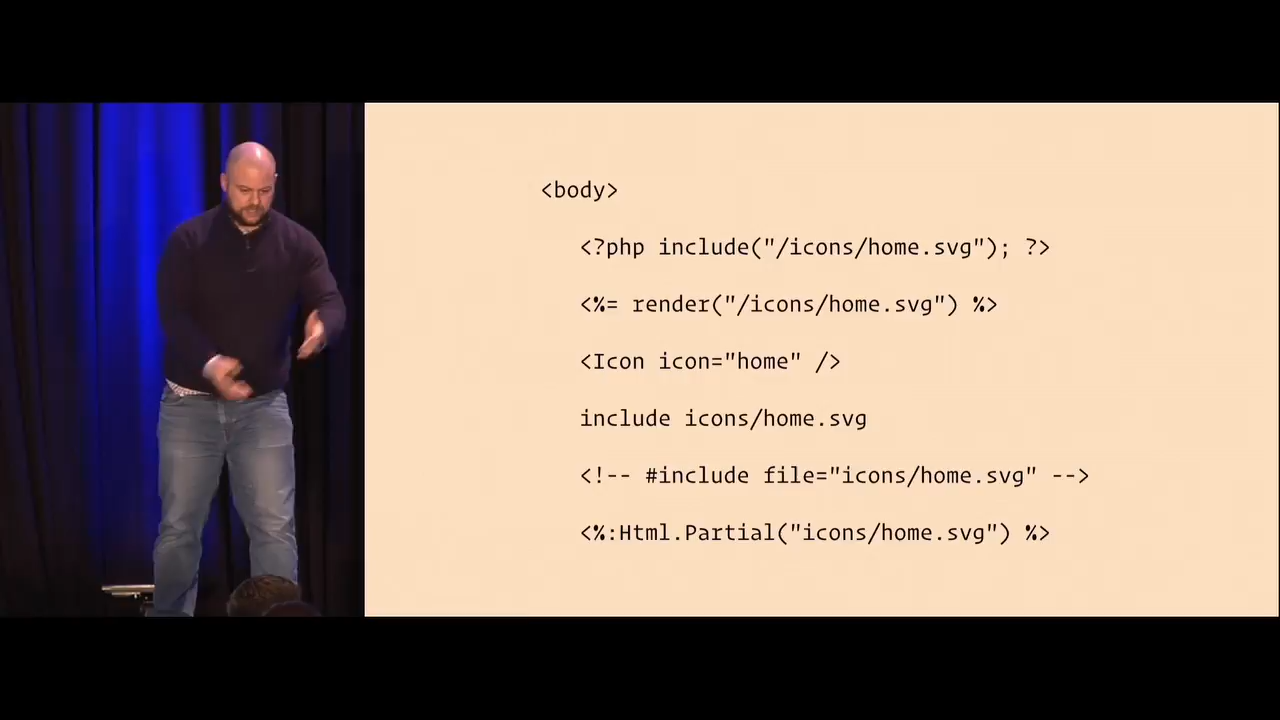 <body>
<?php include("/icons/home.svg"); ?>
<%= render("/icons/home.svg") %>
<Icon icon="home" />
include icons/home.svg
<!-- #include file="icons/home.svg" -->
<%:Html.Partial("icons/home.svg") %>